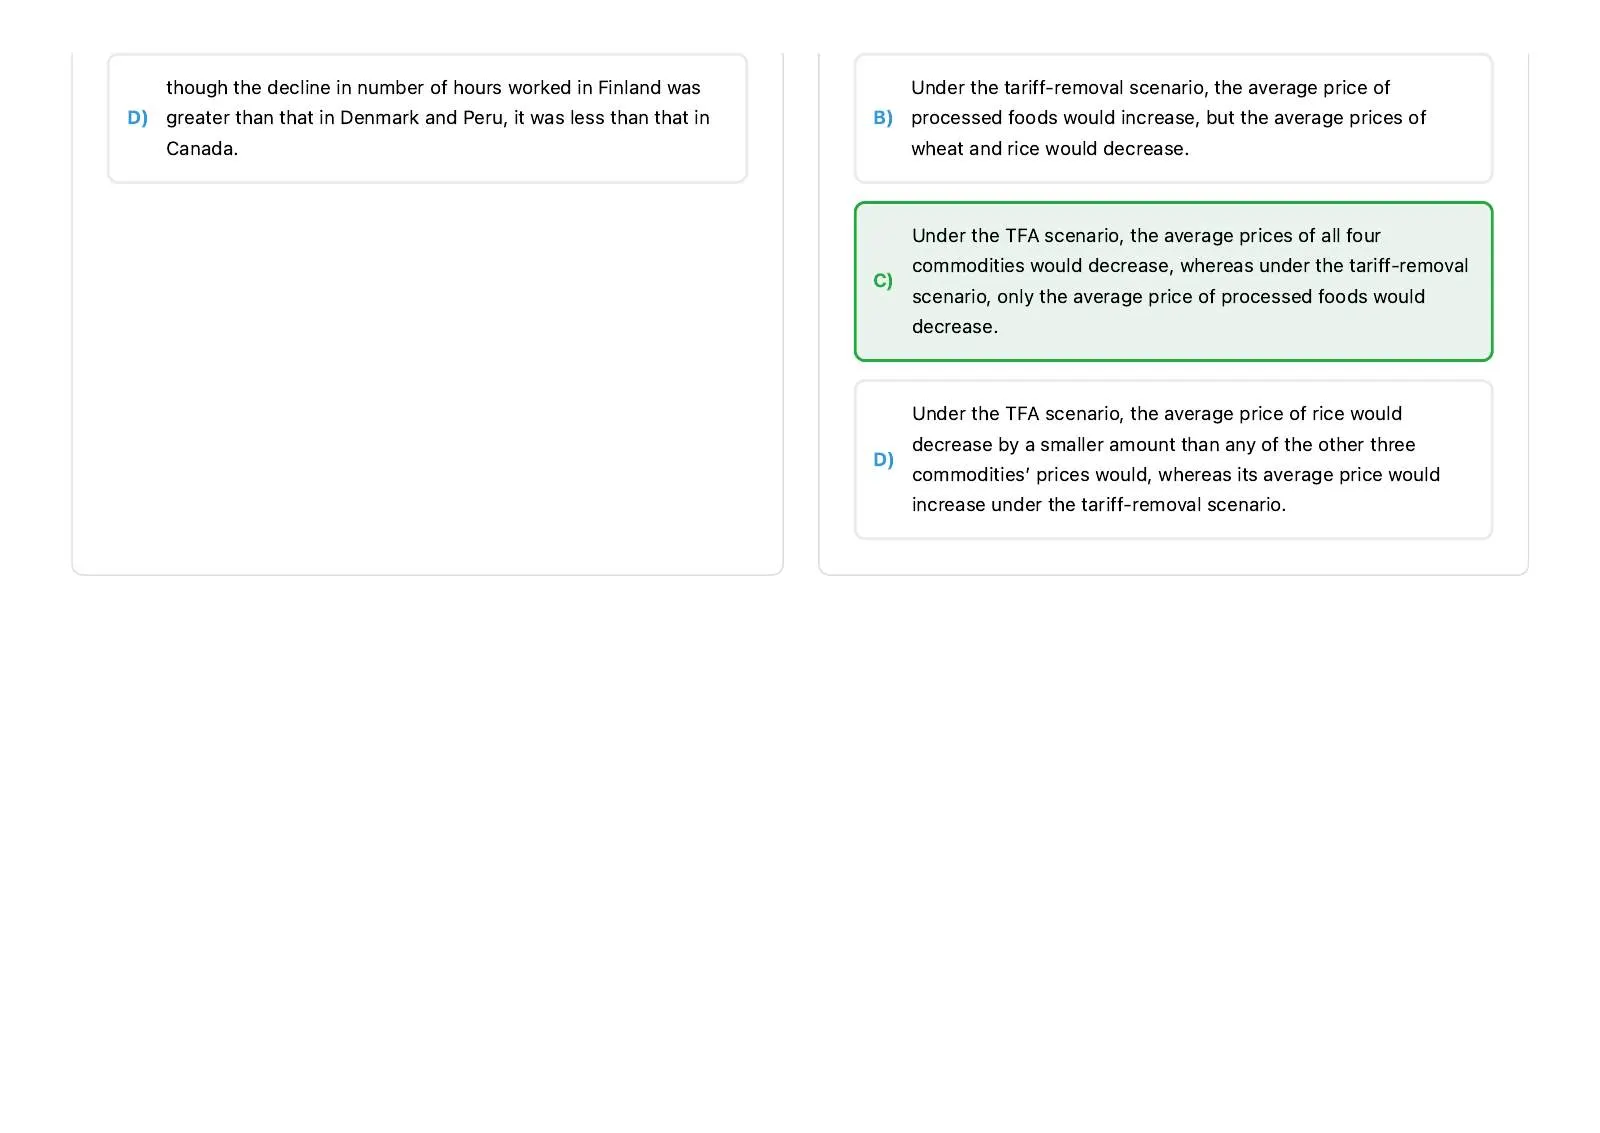 D) though the decline in number of hours worked in Finland was
greater than that in Denmark and Peru, it was less than that in
Canada.
B) Under the tariff-removal scenario, the average price of
processed foods would increase, but the average prices of
wheat and rice would decrease.
C) Under the TFA scenario, the average prices of all four
commodities would decrease, whereas under the tariff-removal
scenario, only the average price of processed foods would
decrease.
D) Under the TFA scenario, the average price of rice would
decrease by a smaller amount than any of the other three
commodities’ prices would, whereas its average price would
increase under the tariff-removal scenario.